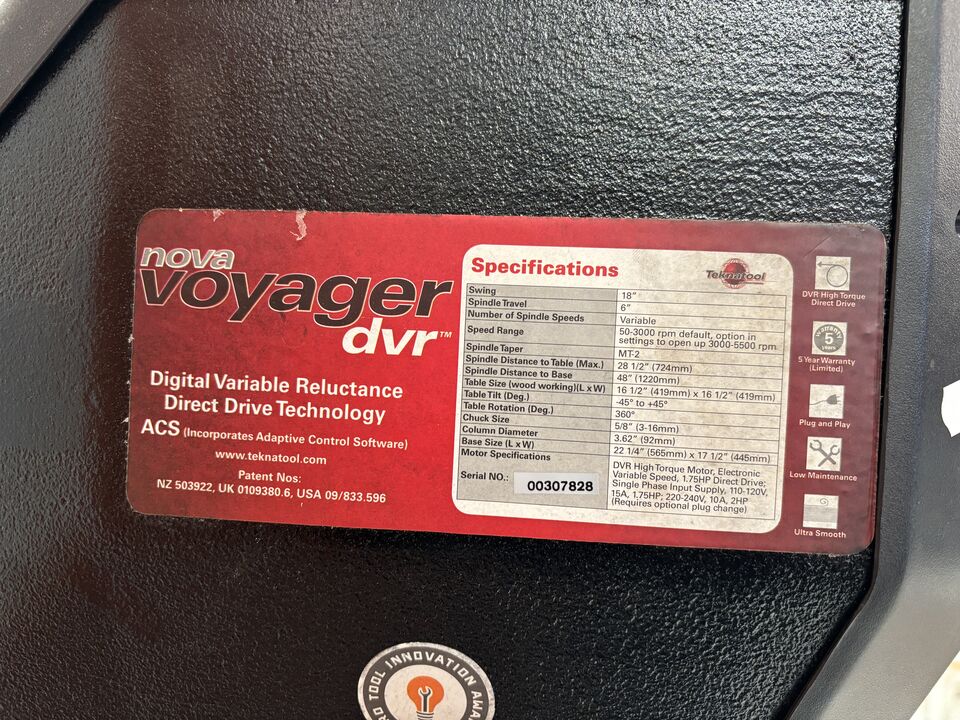 nova
voyager
dvr™
Digital Variable Reluctance
Direct Drive Technology
ACS (Incorporates Adaptive Control Software)
www.teknatool.com
Patent Nos:
NZ 503922, UK 0109380.6, USA 09/833.596
Specifications
Teknatool
Swing 18"
Spindle Travel 6"
Number of Spindle Speeds Variable
Speed Range 50-3000 rpm default, option in
settings to open up 3000-5500 rpm
Spindle Taper MT-2
Spindle Distance to Table (Max.) 28 1/2" (724mm)
Spindle Distance to Base 48" (1220mm)
Table Size (wood working)(L x W) 16 1/2" (419mm) x 16 1/2" (419mm)
Table Tilt (Deg.) -45° to +45°
Table Rotation (Deg.) 360°
Chuck Size 5/8" (3-16mm)
Column Diameter 3.62" (92mm)
Base Size (L x W) 22 1/4" (565mm) x 17 1/2" (445mm)
Motor Specifications DVR High Torque Motor, Electronic
Variable Speed, 1.75HP Direct Drive;
Single Phase Input Supply, 110-120V,
15A, 1.75HP; 220-240V, 10A, 2HP
(Requires optional plug change)
Serial NO.: 00307828
DVR High Torque
Direct Drive
Warranty
5
years
5 Year Warranty
(Limited)
Plug and Play
Low Maintenance
Ultra Smooth
TOOL INNOVATION